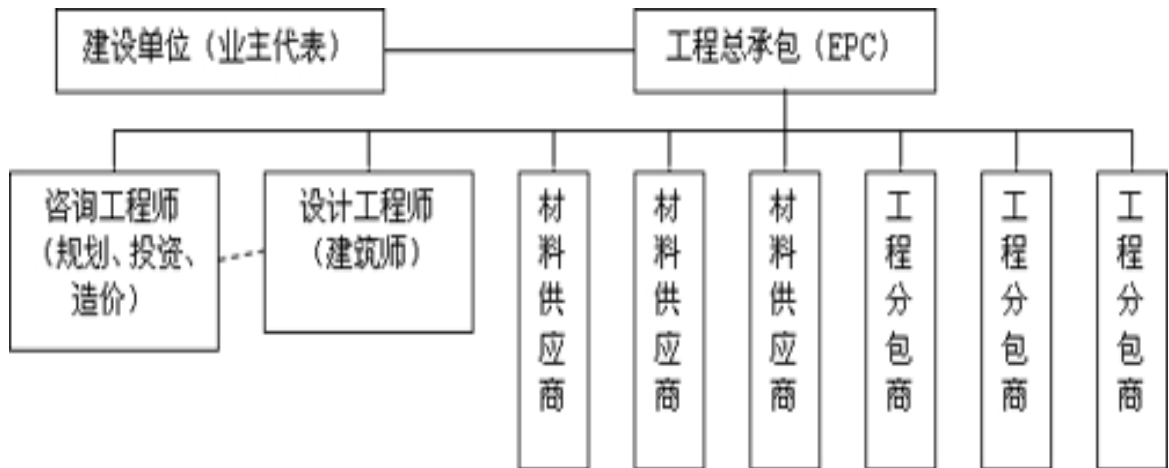 建设单位（业主代表）
工程总承包（EPC）
咨询工程师
（规划、投资、
造价）
设计工程师
（建筑师）
材料供应商
材料供应商
材料供应商
工程分包商
工程分包商
工程分包商